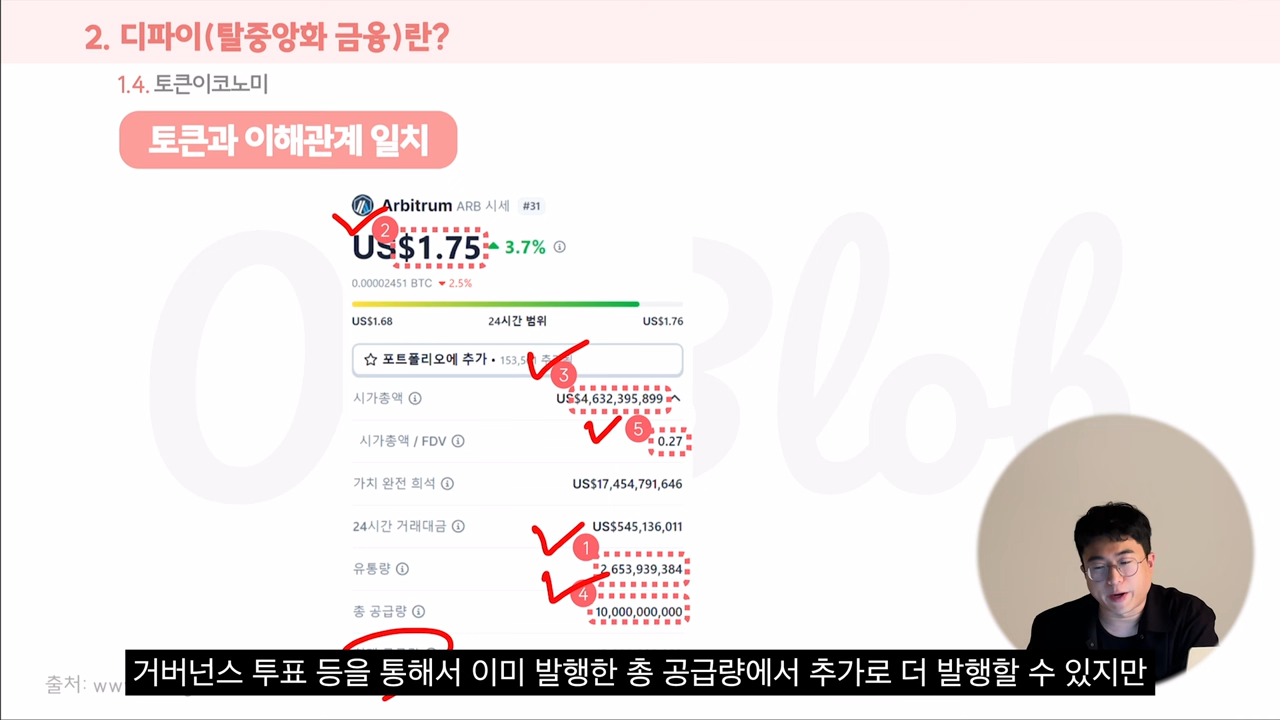 2. 디파이(탈중앙화 금융)란?
1.4. 토큰이코노미
토큰과 이해관계 일치
Arbitrum ARB 시세 #31
2
US$1.75 3.7%
0.00002451 BTC 2.5%
US$1.68 24시간 범위 US$1.76
포트폴리오에 추가 •
3
시가총액 US$4,632,395,899
5
시가총액 / FDV 0.27
가치 완전 희석 US$17,454,791,646
24시간 거래대금 US$545,136,011
1
유통량 2,653,939,384
4
총 공급량 10,000,000,000
출처:
거버넌스 투표 등을 통해서 이미 발행한 총 공급량에서 추가로 더 발행할 수 있지만